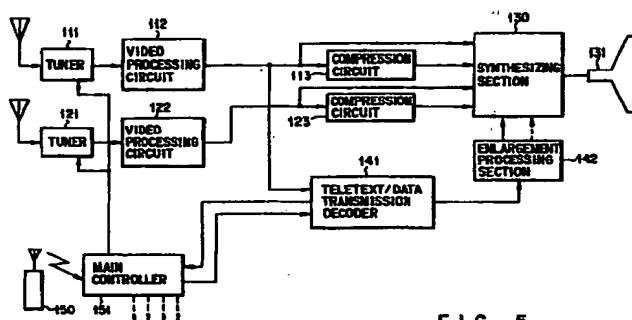 111
TUNER
112
VIDEO
PROCESSING
CIRCUIT
113
COMPRESSION
CIRCUIT
130
SYNTHESIZING
SECTION
131
121
TUNER
122
VIDEO
PROCESSING
CIRCUIT
123
COMPRESSION
CIRCUIT
141
TELETEXT/DATA
TRANSMISSION
DECODER
ENLARGEMENT
PROCESSING
SECTION
142
MAIN
CONTROLLER
150
151